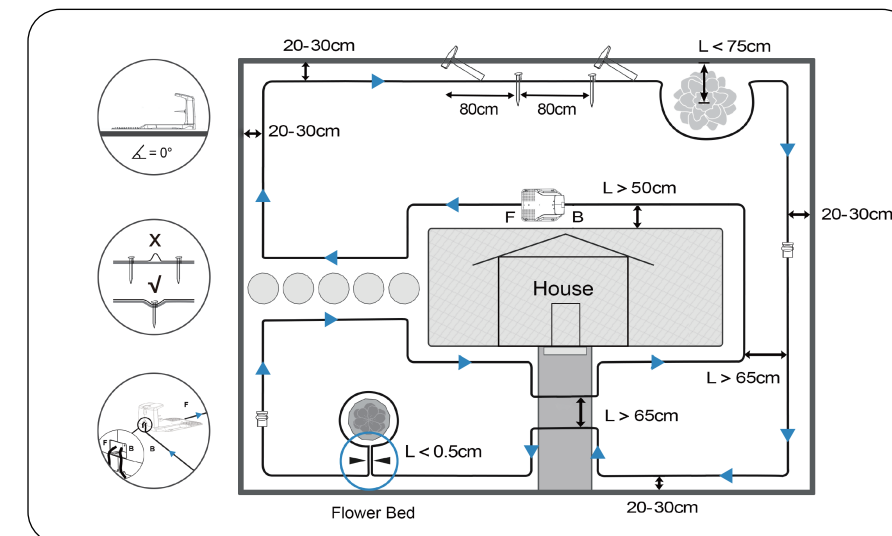 20-30cm
L < 75cm
80cm
80cm
20-30cm
∠ = 0°
L > 50cm
F
B
20-30cm
X
√
House
L > 65cm
F
L > 65cm
F
B
B
L < 0.5cm
20-30cm
Flower Bed